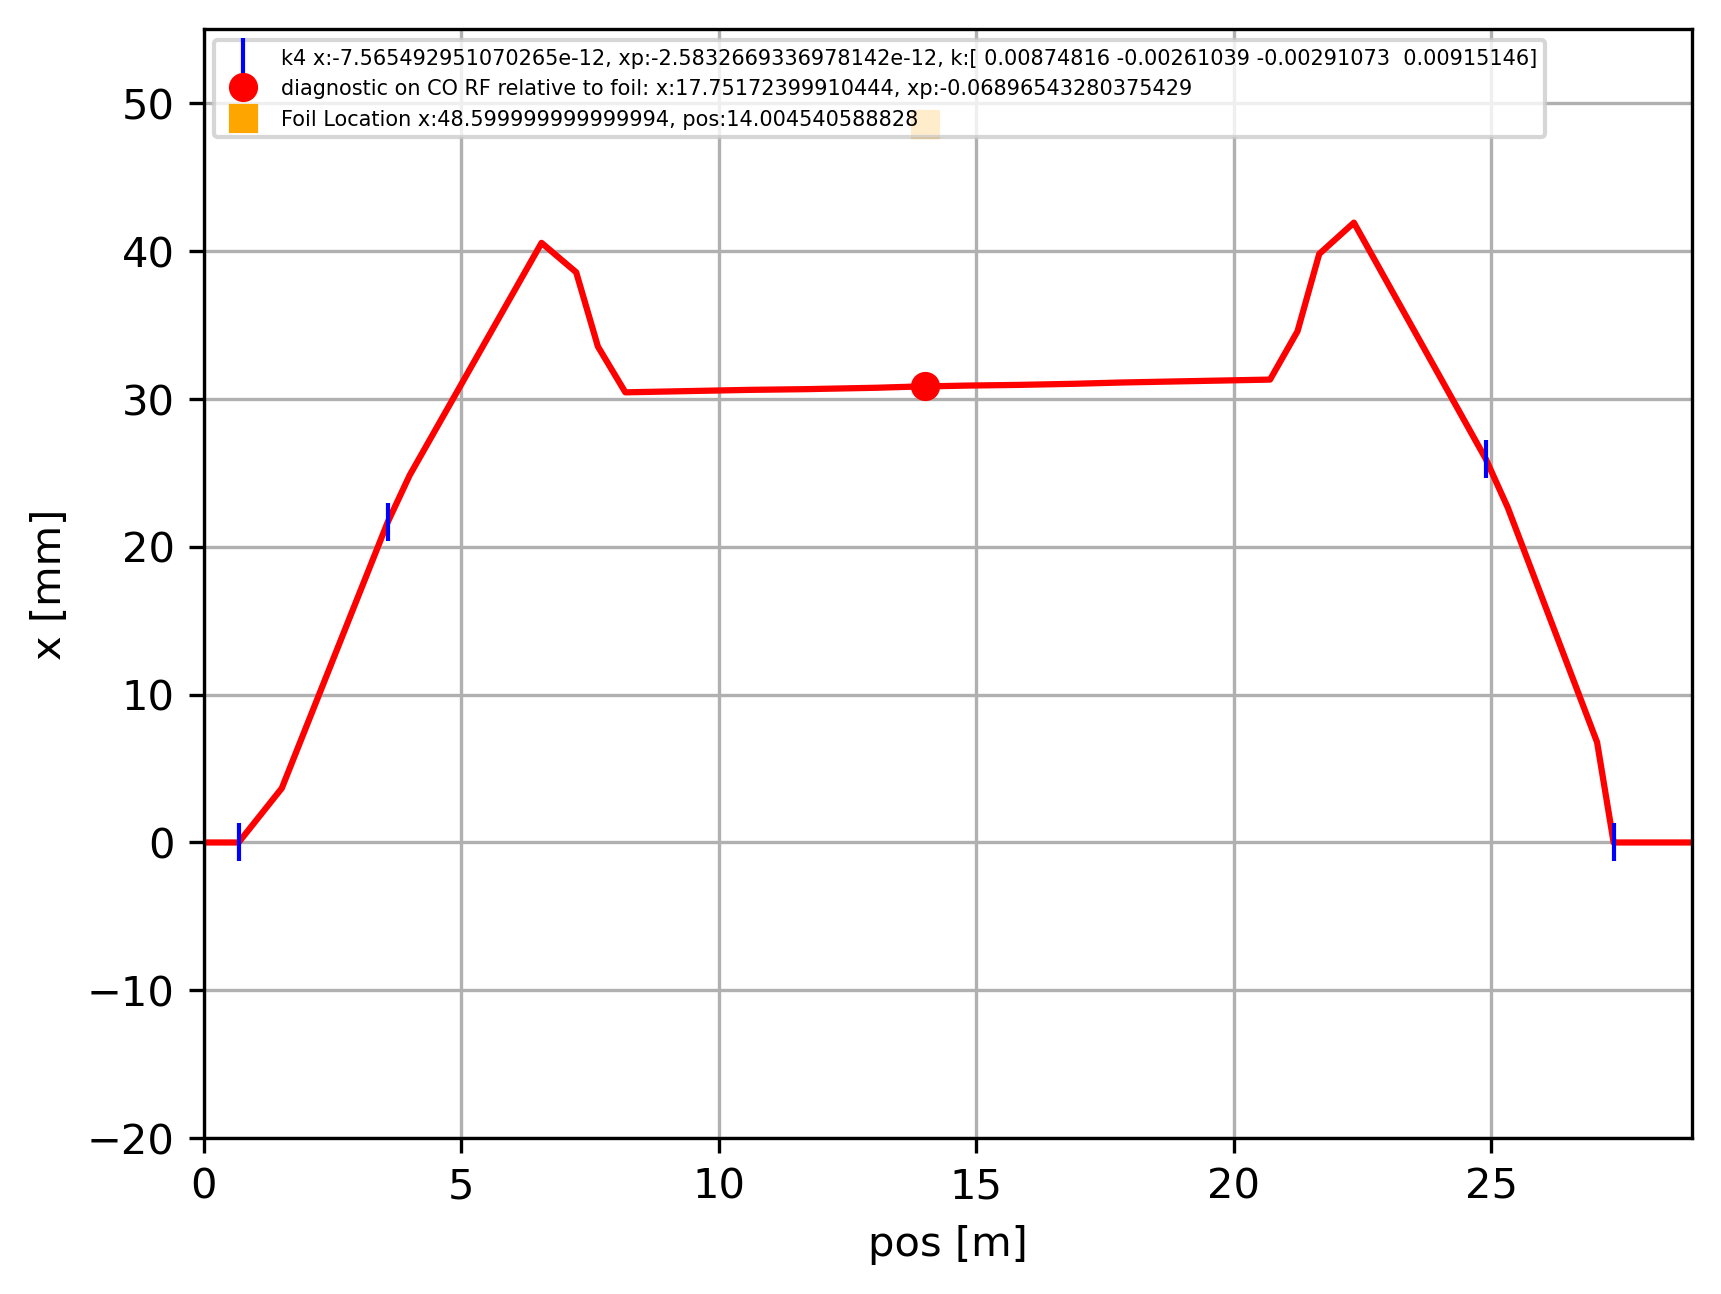 k4 x:-7.565492951070265e-12, xp:-2.5832669336978142e-12, k:[ 0.00874816 -0.00261039 -0.00291073  0.00915146]
diagnostic on CO RF relative to foil: x:17.75172399910444, xp:-0.06896543280375429
Foil Location x:48.599999999999994, pos:14.004540588828
50
40
30
20
10
0
−10
−20
x [mm]
0 5 10 15 20 25
pos [m]